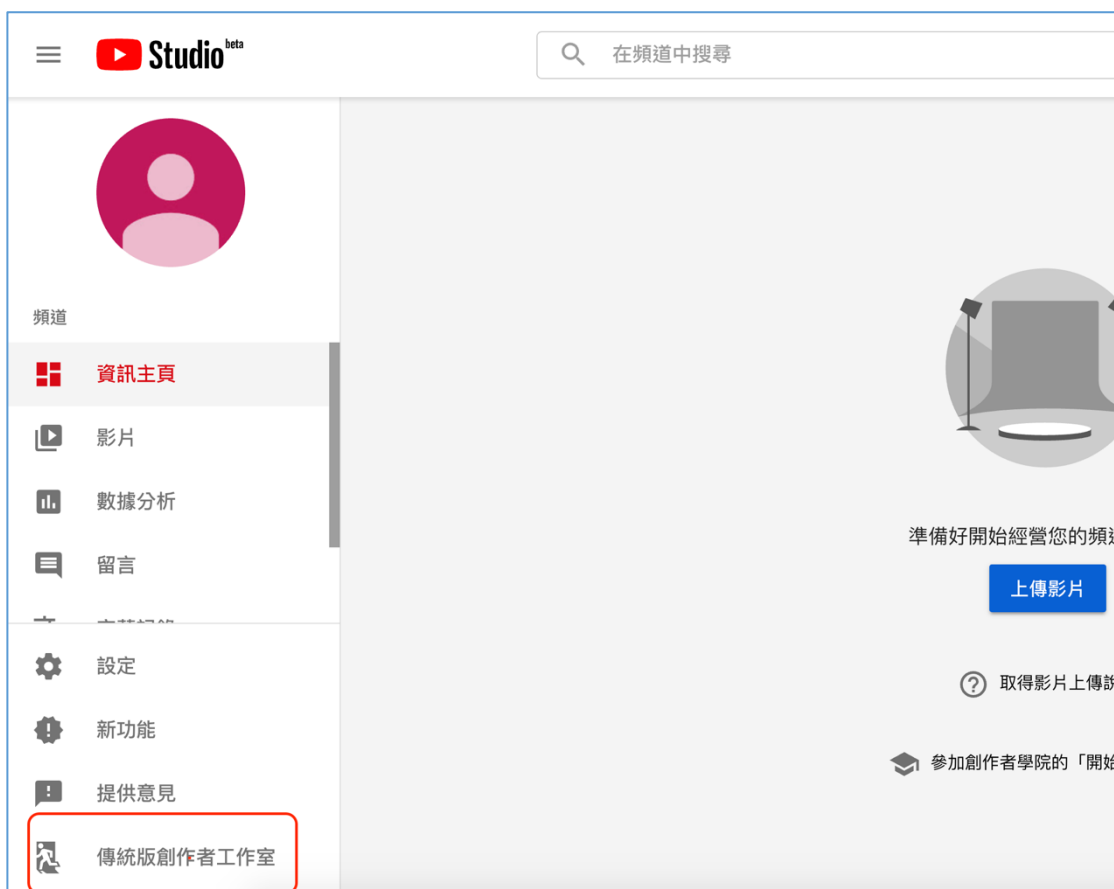 Studio beta
在頻道中搜尋
頻道
資訊主頁
影片
數據分析
留言
設定
新功能
提供意見
傳統版創作者工作室
準備好開始經營您的頻
上傳影片
取得影片上傳說
參加創作者學院的「開始